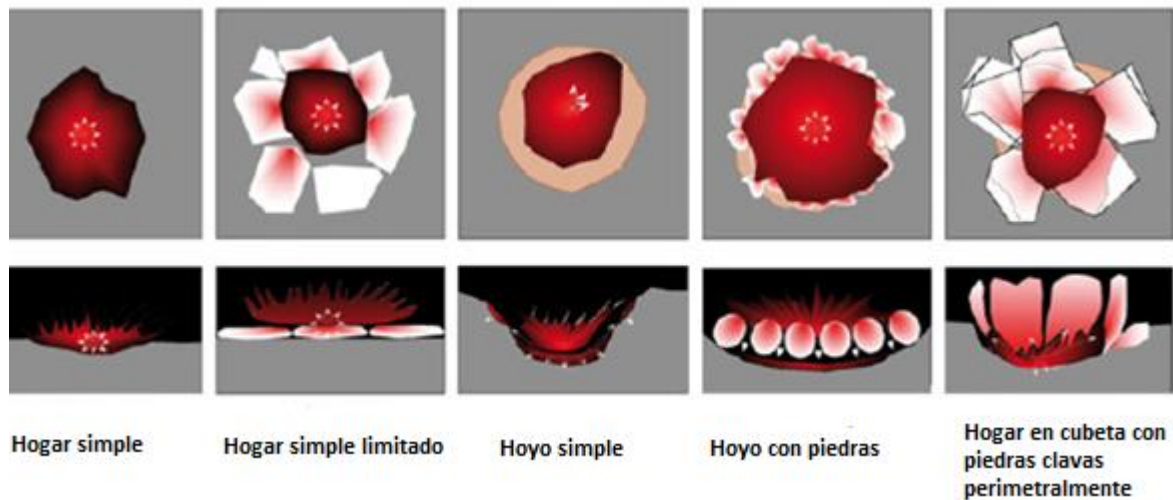 Hogar simple
Hogar simple limitado
Hoyo simple
Hoyo con piedras
Hogar en cubeta con
piedras clavas
perimetralmente